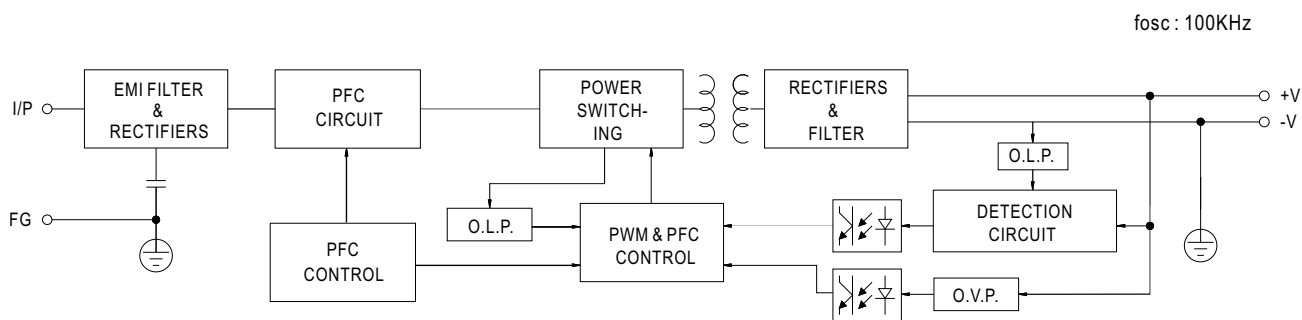 fosc : 100KHz
I/P
EMI FILTER
&
RECTIFIERS
PFC
CIRCUIT
POWER
SWITCH-
ING
RECTIFIERS
&
FILTER
+V
-V
O.L.P.
FG
PFC
CONTROL
O.L.P.
PWM & PFC
CONTROL
DETECTION
CIRCUIT
O.V.P.